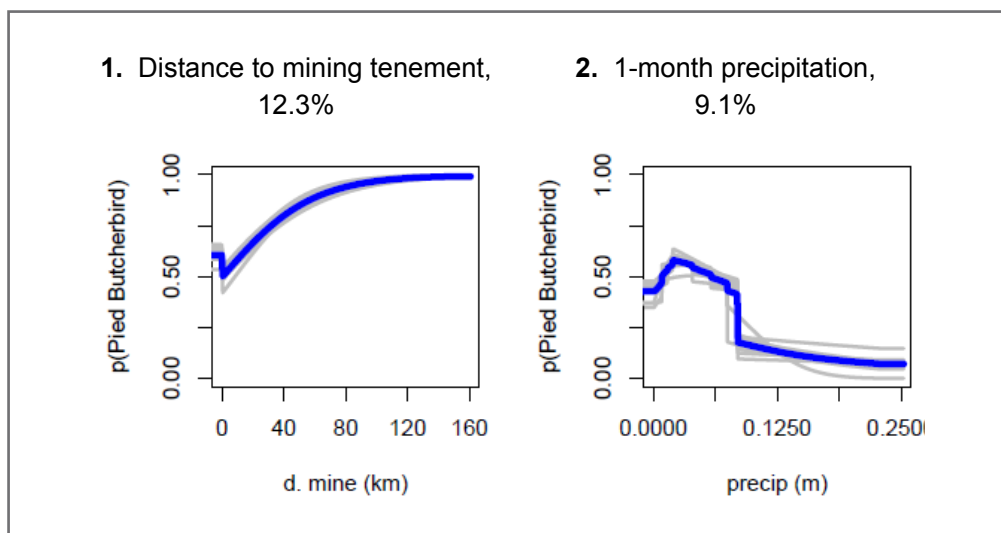 1. Distance to mining tenement,
12.3%
p(Pied Butcherbird)
1.00
0.50
0.00
0 40 80 120 160
d. mine (km)
2. 1-month precipitation,
9.1%
p(Pied Butcherbird)
1.00
0.50
0.00
0.0000 0.1250 0.250
precip (m)